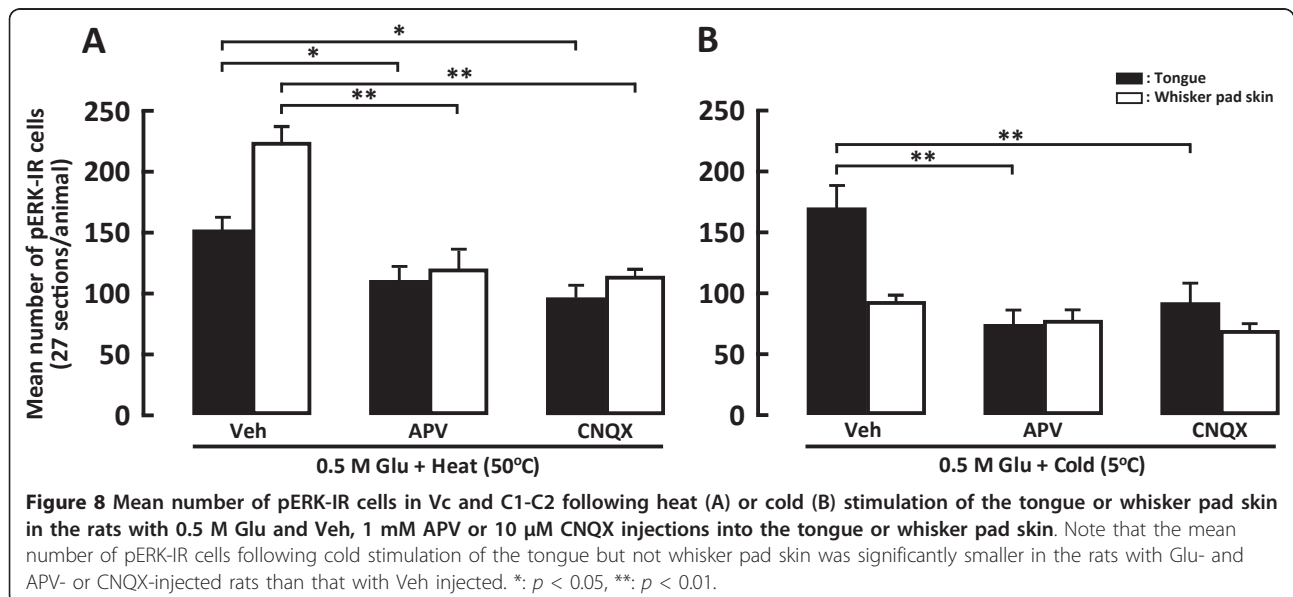 A
B
*
*
**
**
**
**
: Tongue
: Whisker pad skin
Mean number of pERK-IR cells
(27 sections/animal)
250
200
150
100
50
0
250
200
150
100
50
0
Veh APV CNQX
Veh APV CNQX
0.5 M Glu + Heat (50°C)
0.5 M Glu + Cold (5°C)
Figure 8 Mean number of pERK-IR cells in Vc and C1-C2 following heat (A) or cold (B) stimulation of the tongue or whisker pad skin
in the rats with 0.5 M Glu and Veh, 1 mM APV or 10 μM CNQX injections into the tongue or whisker pad skin. Note that the mean
number of pERK-IR cells following cold stimulation of the tongue but not whisker pad skin was significantly smaller in the rats with Glu- and
APV- or CNQX-injected rats than that with Veh injected. *: p < 0.05, **: p < 0.01.